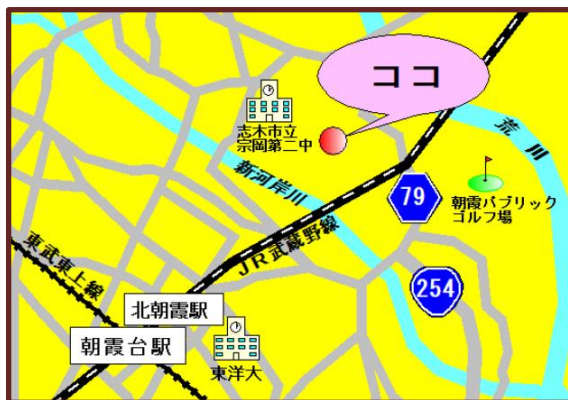 ココ
志木市立
宗岡第二中
荒川
新河岸川
79
朝霞パブリック
ゴルフ場
JR武蔵野線
東武東上線
254
北朝霞駅
朝霞台駅
東洋大